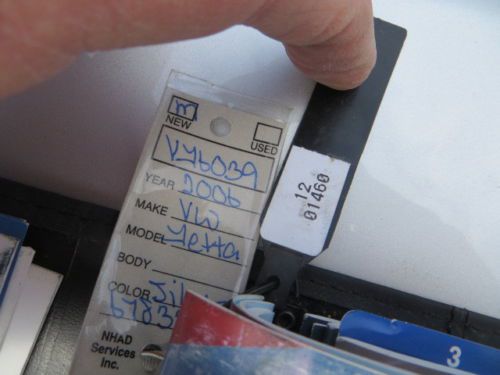 NEW
USED
VY6039
YEAR 2006
MAKE VW
MODEL Jetta
BODY
COLOR
NHAD
Services
Inc.
12
01460
3